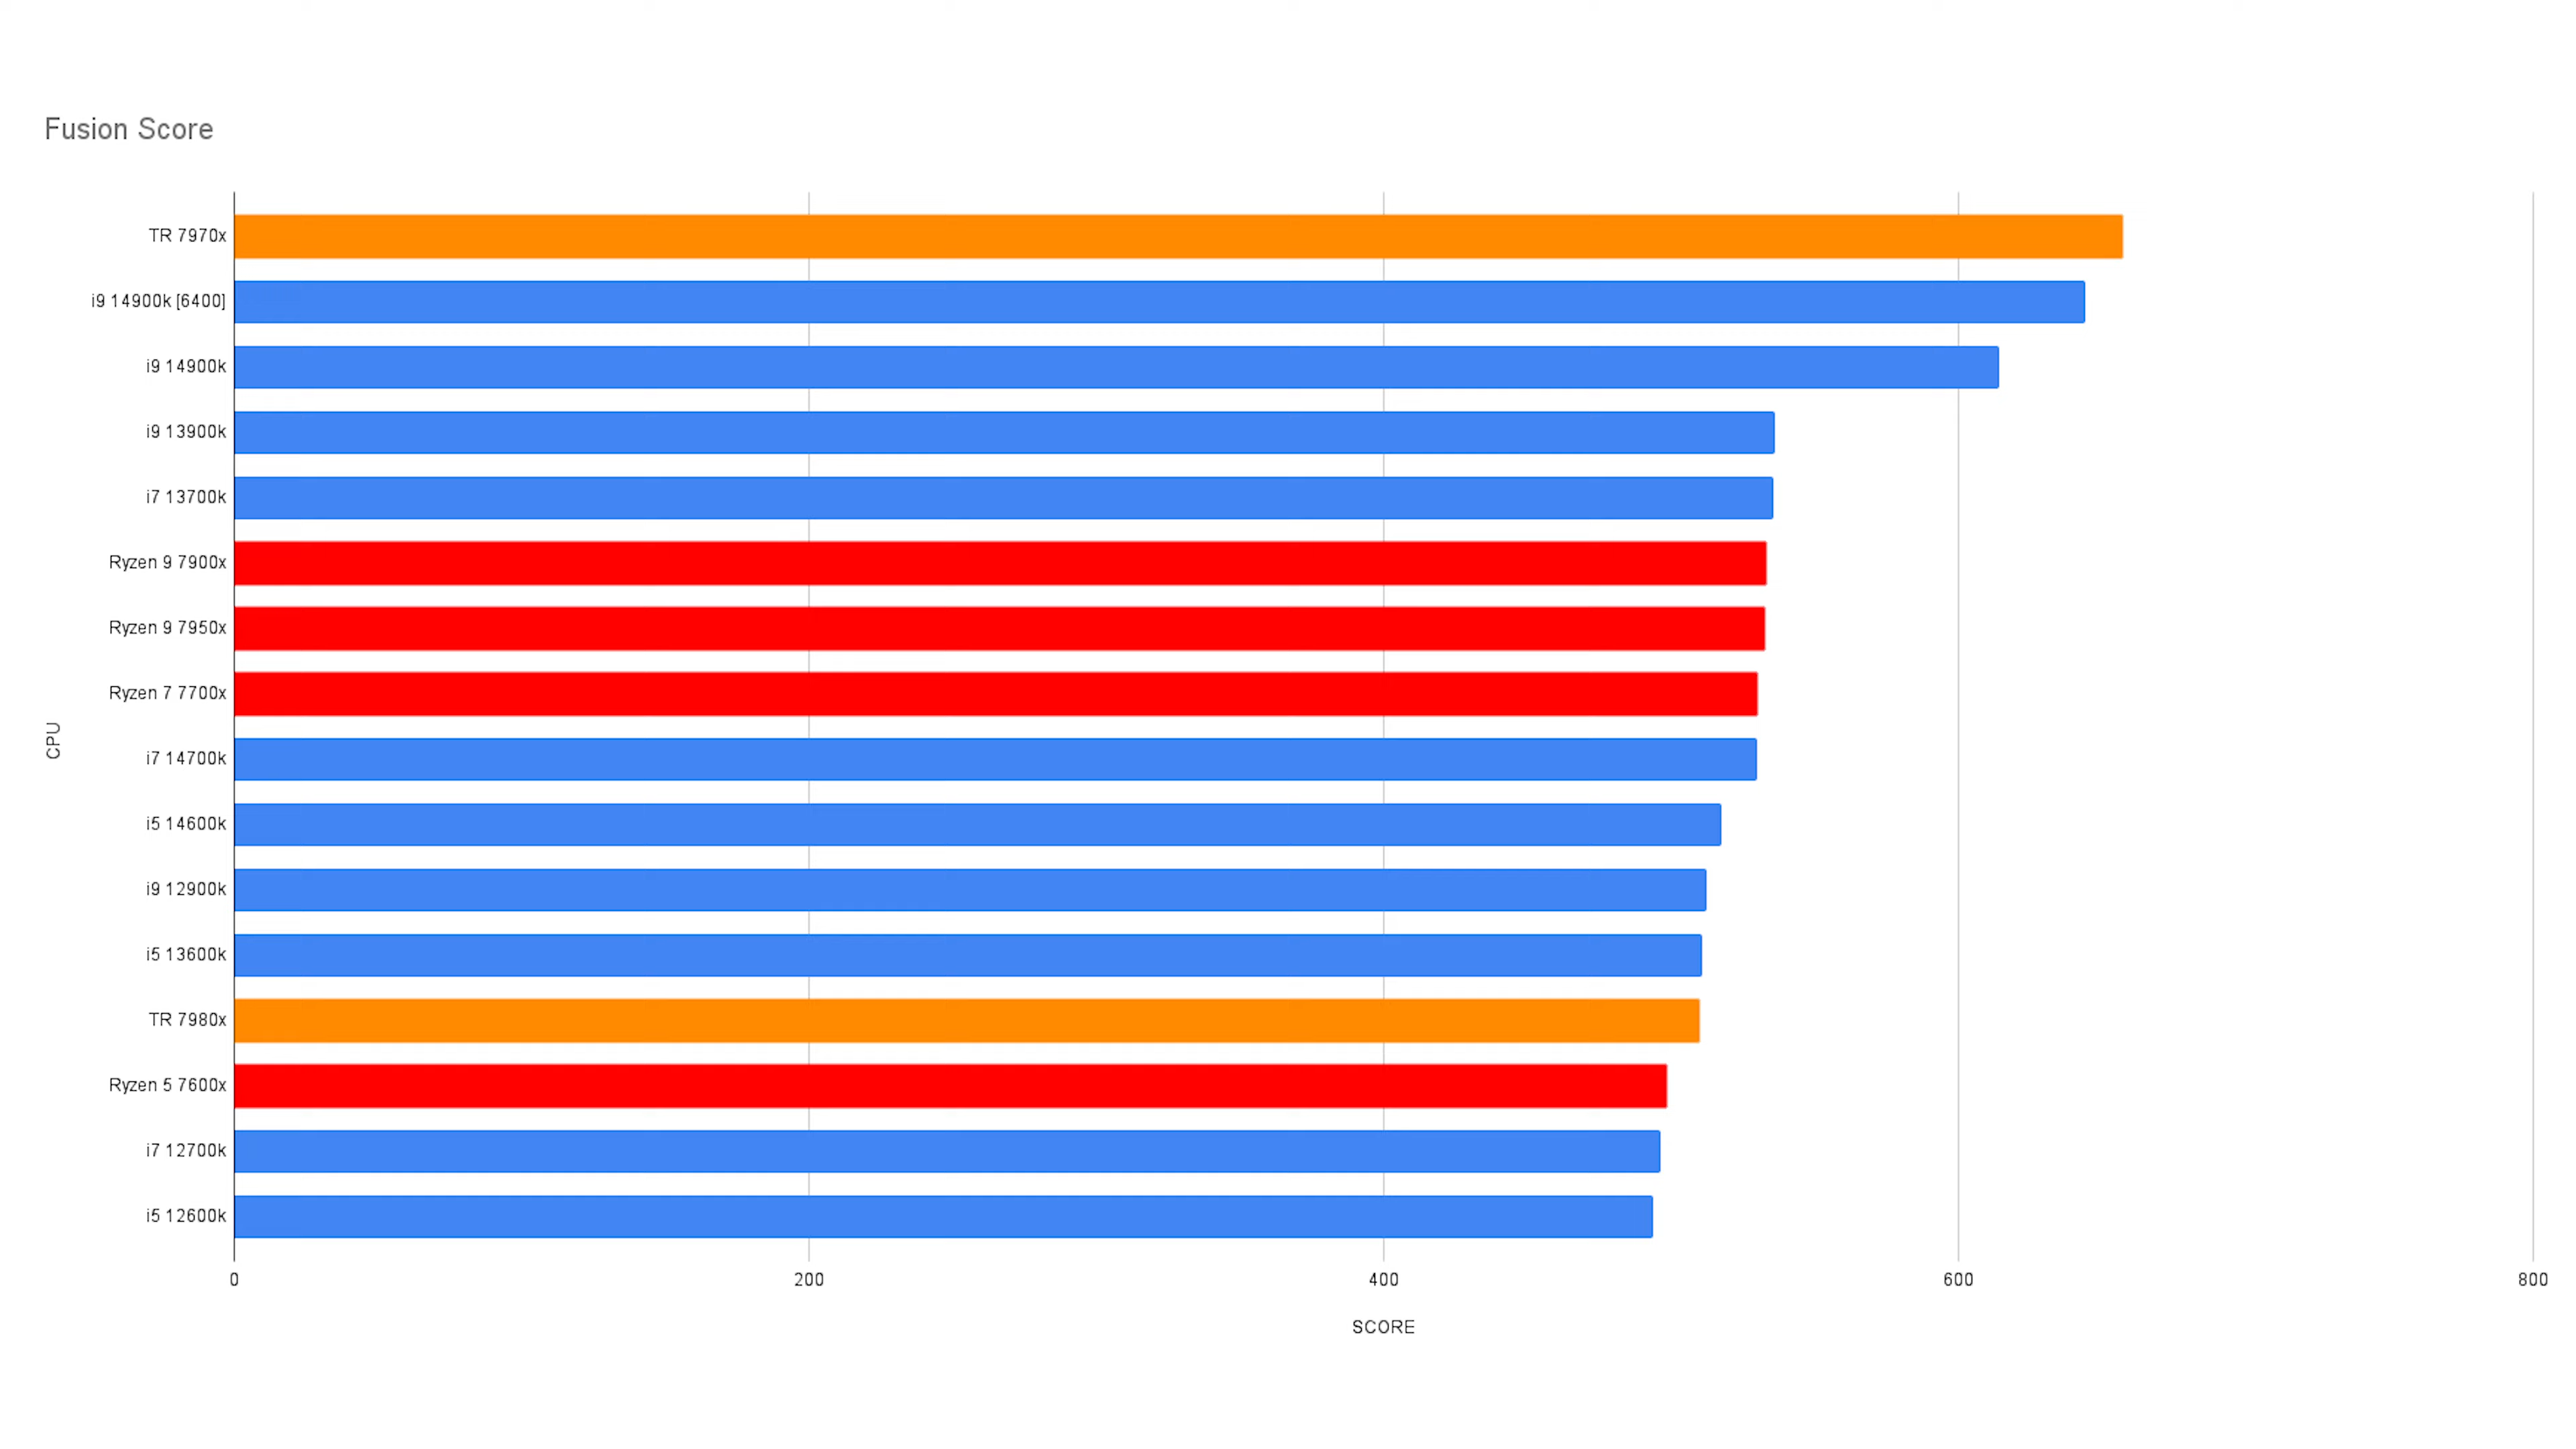 Fusion Score
TR 7970x
i9 14900k [6400]
i9 14900k
i9 13900k
i7 13700k
Ryzen 9 7900x
Ryzen 9 7950x
Ryzen 7 7700x
i7 14700k
i5 14600k
i9 12900k
i5 13600k
TR 7980x
Ryzen 5 7600x
i7 12700k
i5 12600k
CPU
0 200 400 600 800
SCORE